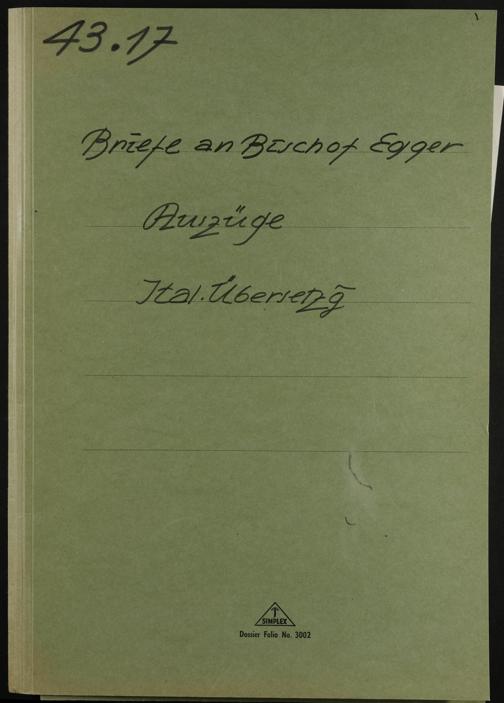 43.17
Briefe an Bischof Egger
Auszüge
Ital. Übersetzg
SIMPLEX
Dossier Folio No. 3002